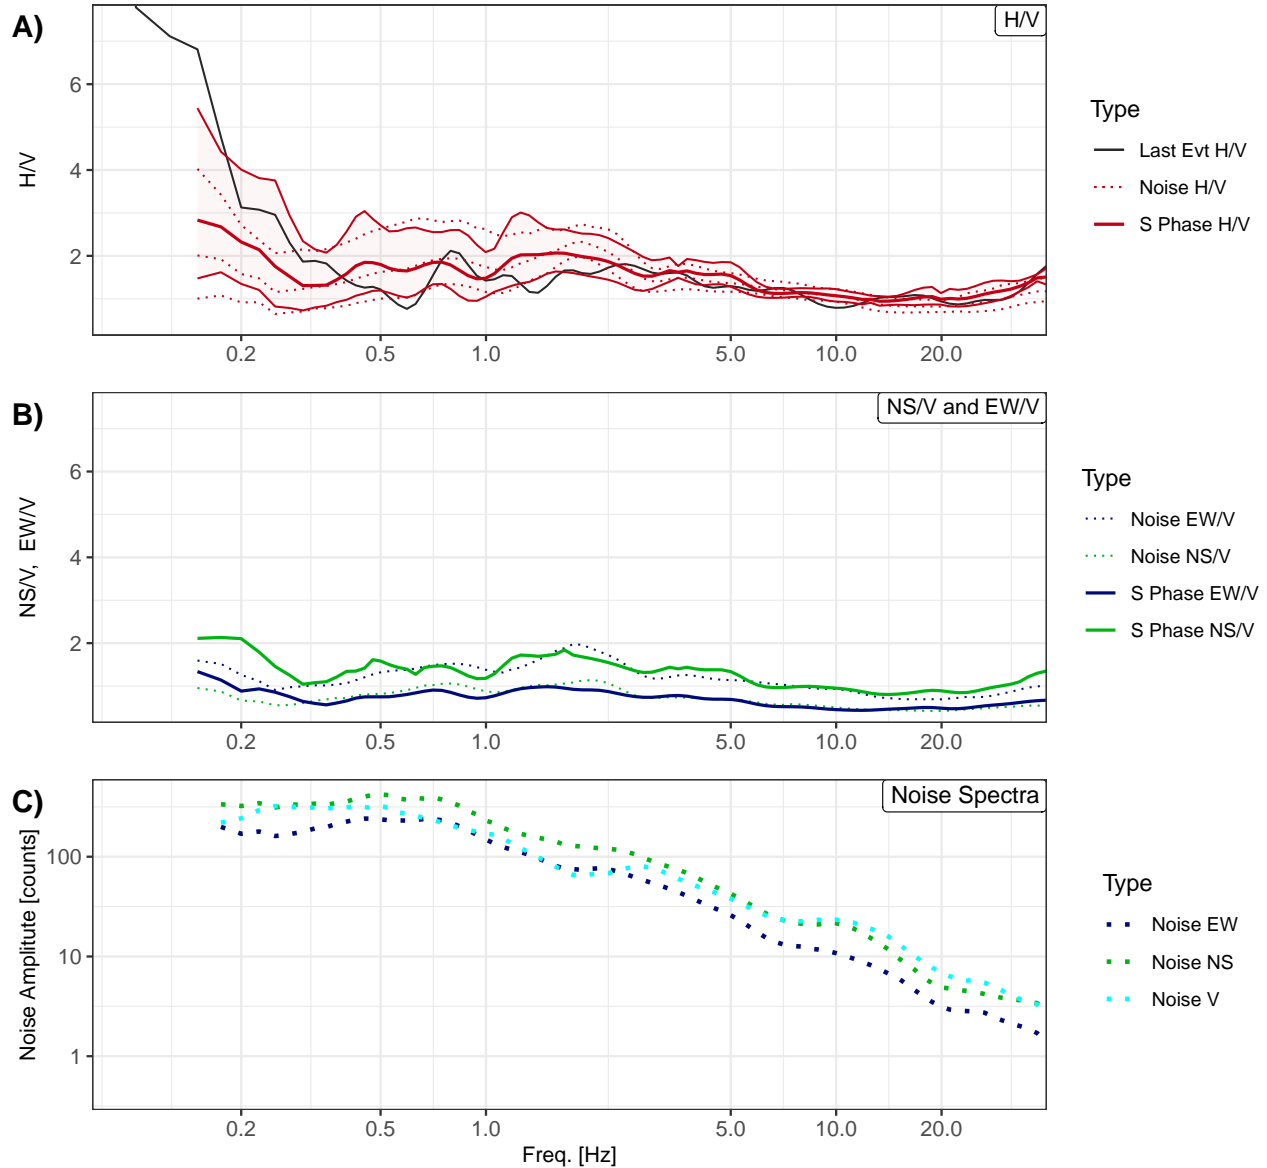 A)
H/V
6
4
2
H/V
0.2 0.5 1.0 5.0 10.0 20.0
Type
Last Evt H/V
Noise H/V
S Phase H/V
B)
NS/V and EW/V
6
4
2
NS/V, EW/V
0.2 0.5 1.0 5.0 10.0 20.0
Type
Noise EW/V
Noise NS/V
S Phase EW/V
S Phase NS/V
C)
Noise Spectra
100
10
1
Noise Amplitute [counts]
0.2 0.5 1.0 5.0 10.0 20.0
Freq. [Hz]
Type
Noise EW
Noise NS
Noise V